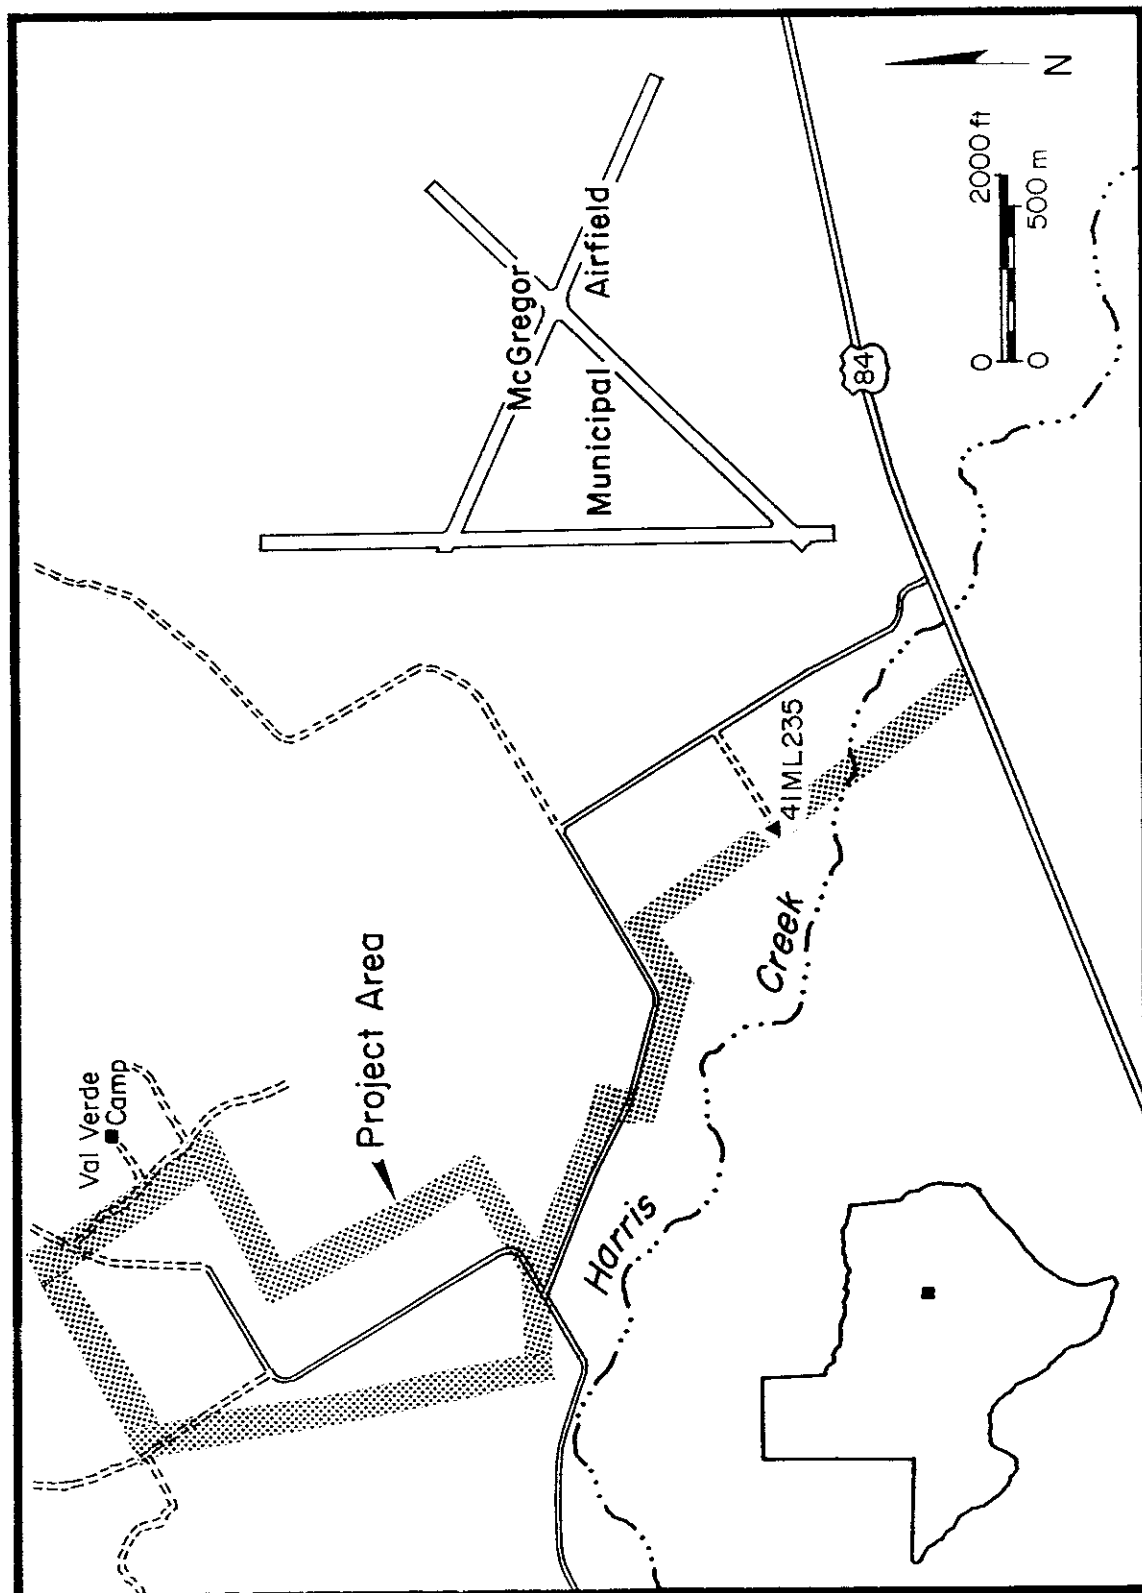 Val Verde
Camp
Project Area
McGregor
Municipal
Airfield
41ML235
Harris
Creek
84
0
2000 ft
0
500 m
N